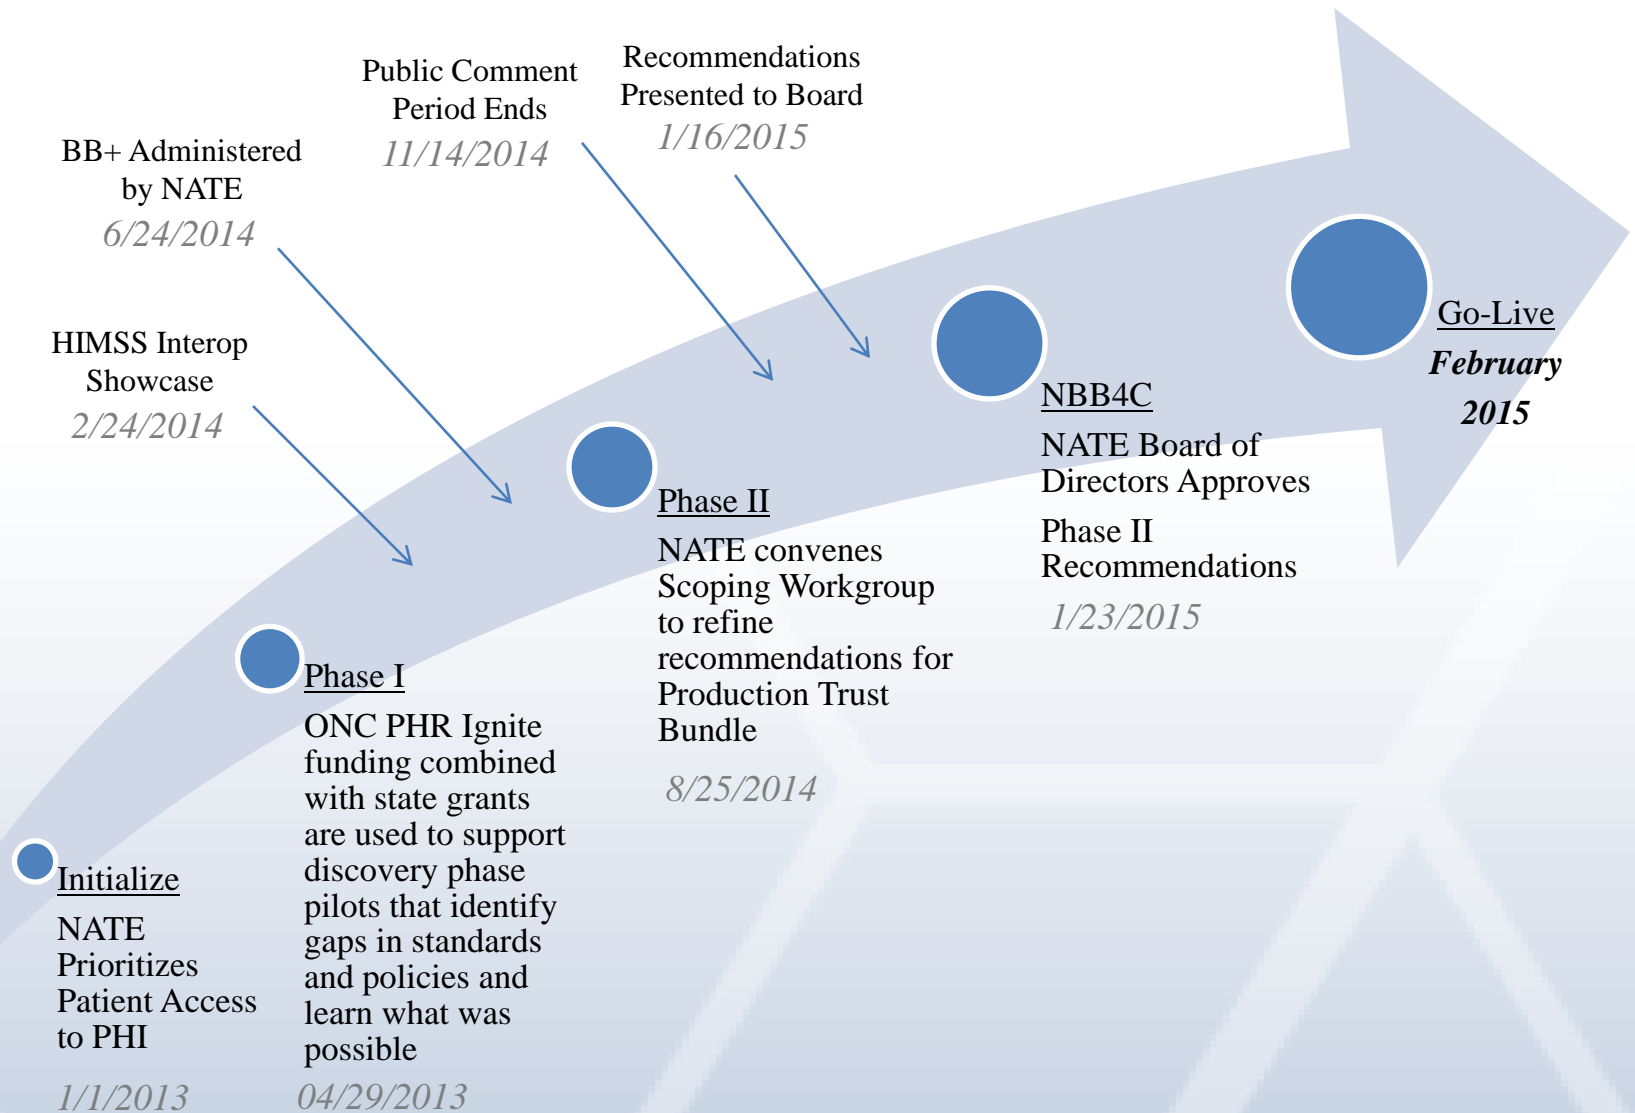 Public Comment
Period Ends
11/14/2014
Recommendations
Presented to Board
1/16/2015
BB+ Administered
by NATE
6/24/2014
HIMSS Interop
Showcase
2/24/2014
Go-Live
February
2015
NBB4C
NATE Board of
Directors Approves
Phase II
Recommendations
1/23/2015
Phase II
NATE convenes
Scoping Workgroup
to refine
recommendations for
Production Trust
Bundle
8/25/2014
Phase I
ONC PHR Ignite
funding combined
with state grants
are used to support
discovery phase
pilots that identify
gaps in standards
and policies and
learn what was
possible
04/29/2013
Initialize
NATE
Prioritizes
Patient Access
to PHI
1/1/2013